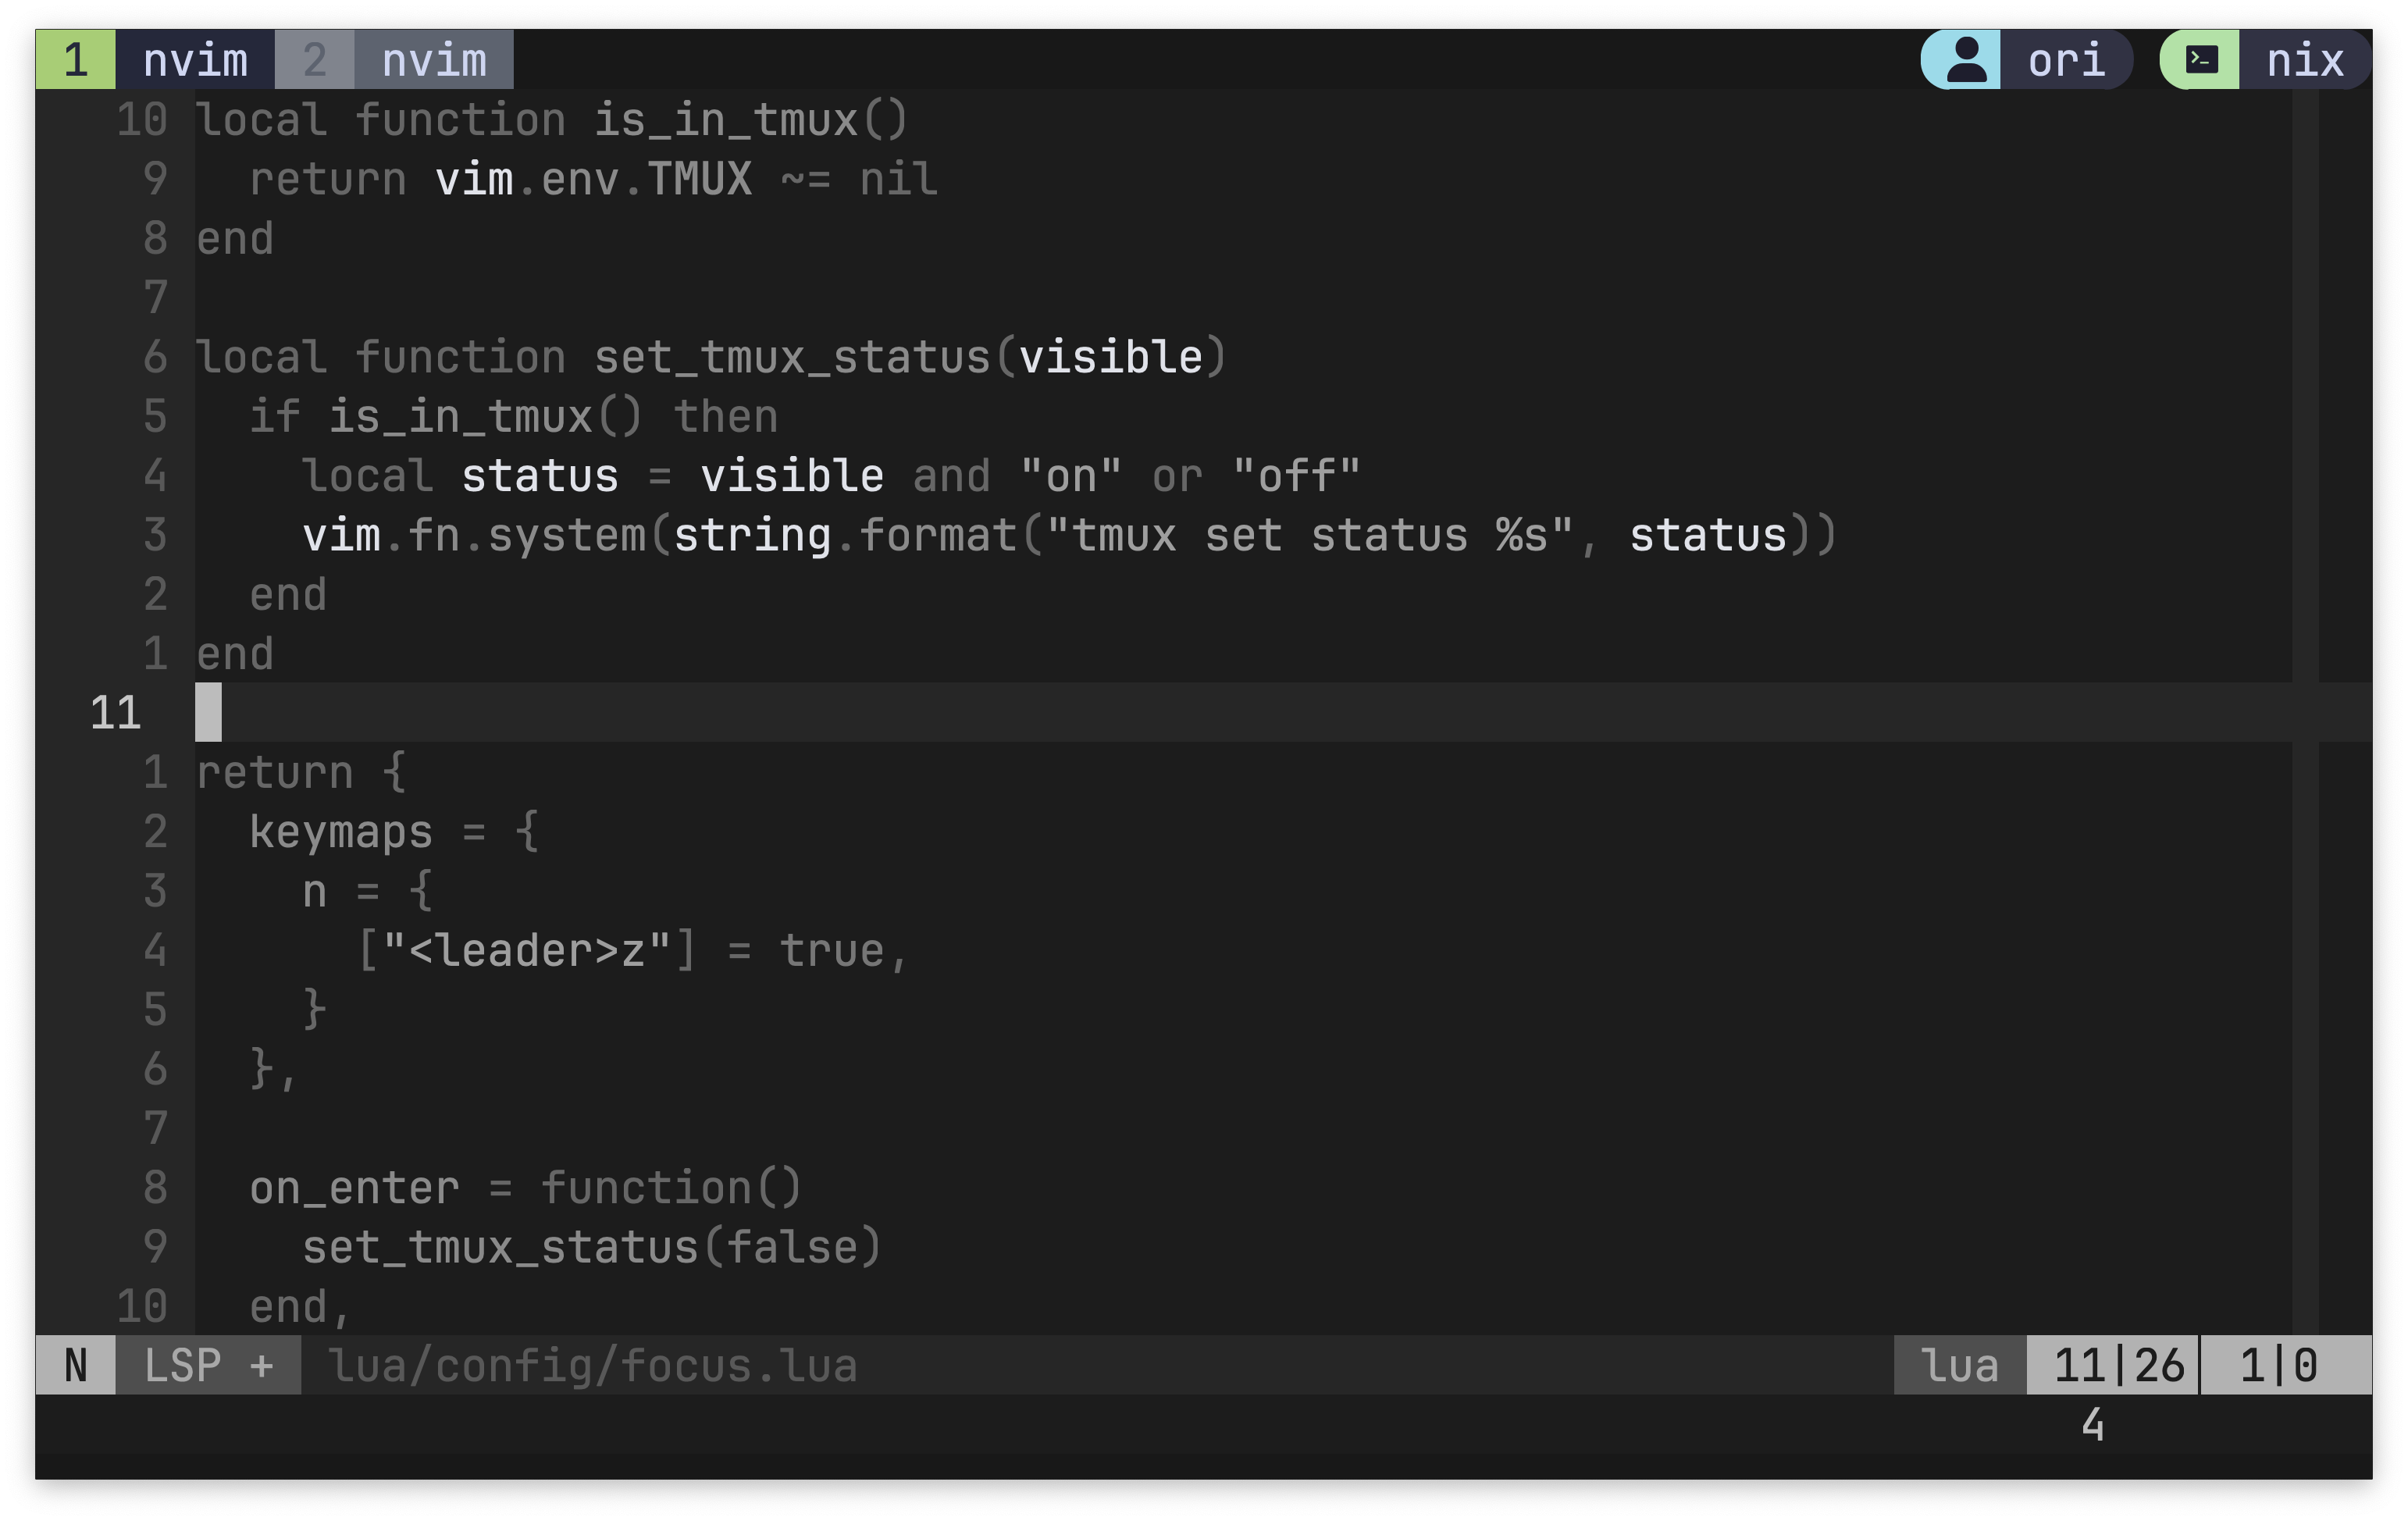 1 nvim 2 nvim ori nix
10 local function is_in_tmux()
9   return vim.env.TMUX ~= nil
8 end
7
6 local function set_tmux_status(visible)
5   if is_in_tmux() then
4     local status = visible and "on" or "off"
3     vim.fn.system(string.format("tmux set status %s", status))
2   end
1 end
11
1 return {
2   keymaps = {
3     n = {
4       ["<leader>z"] = true,
5     }
6   },
7
8   on_enter = function()
9     set_tmux_status(false)
10   end,
N LSP + lua/config/focus.lua lua 11|26 1|0
4